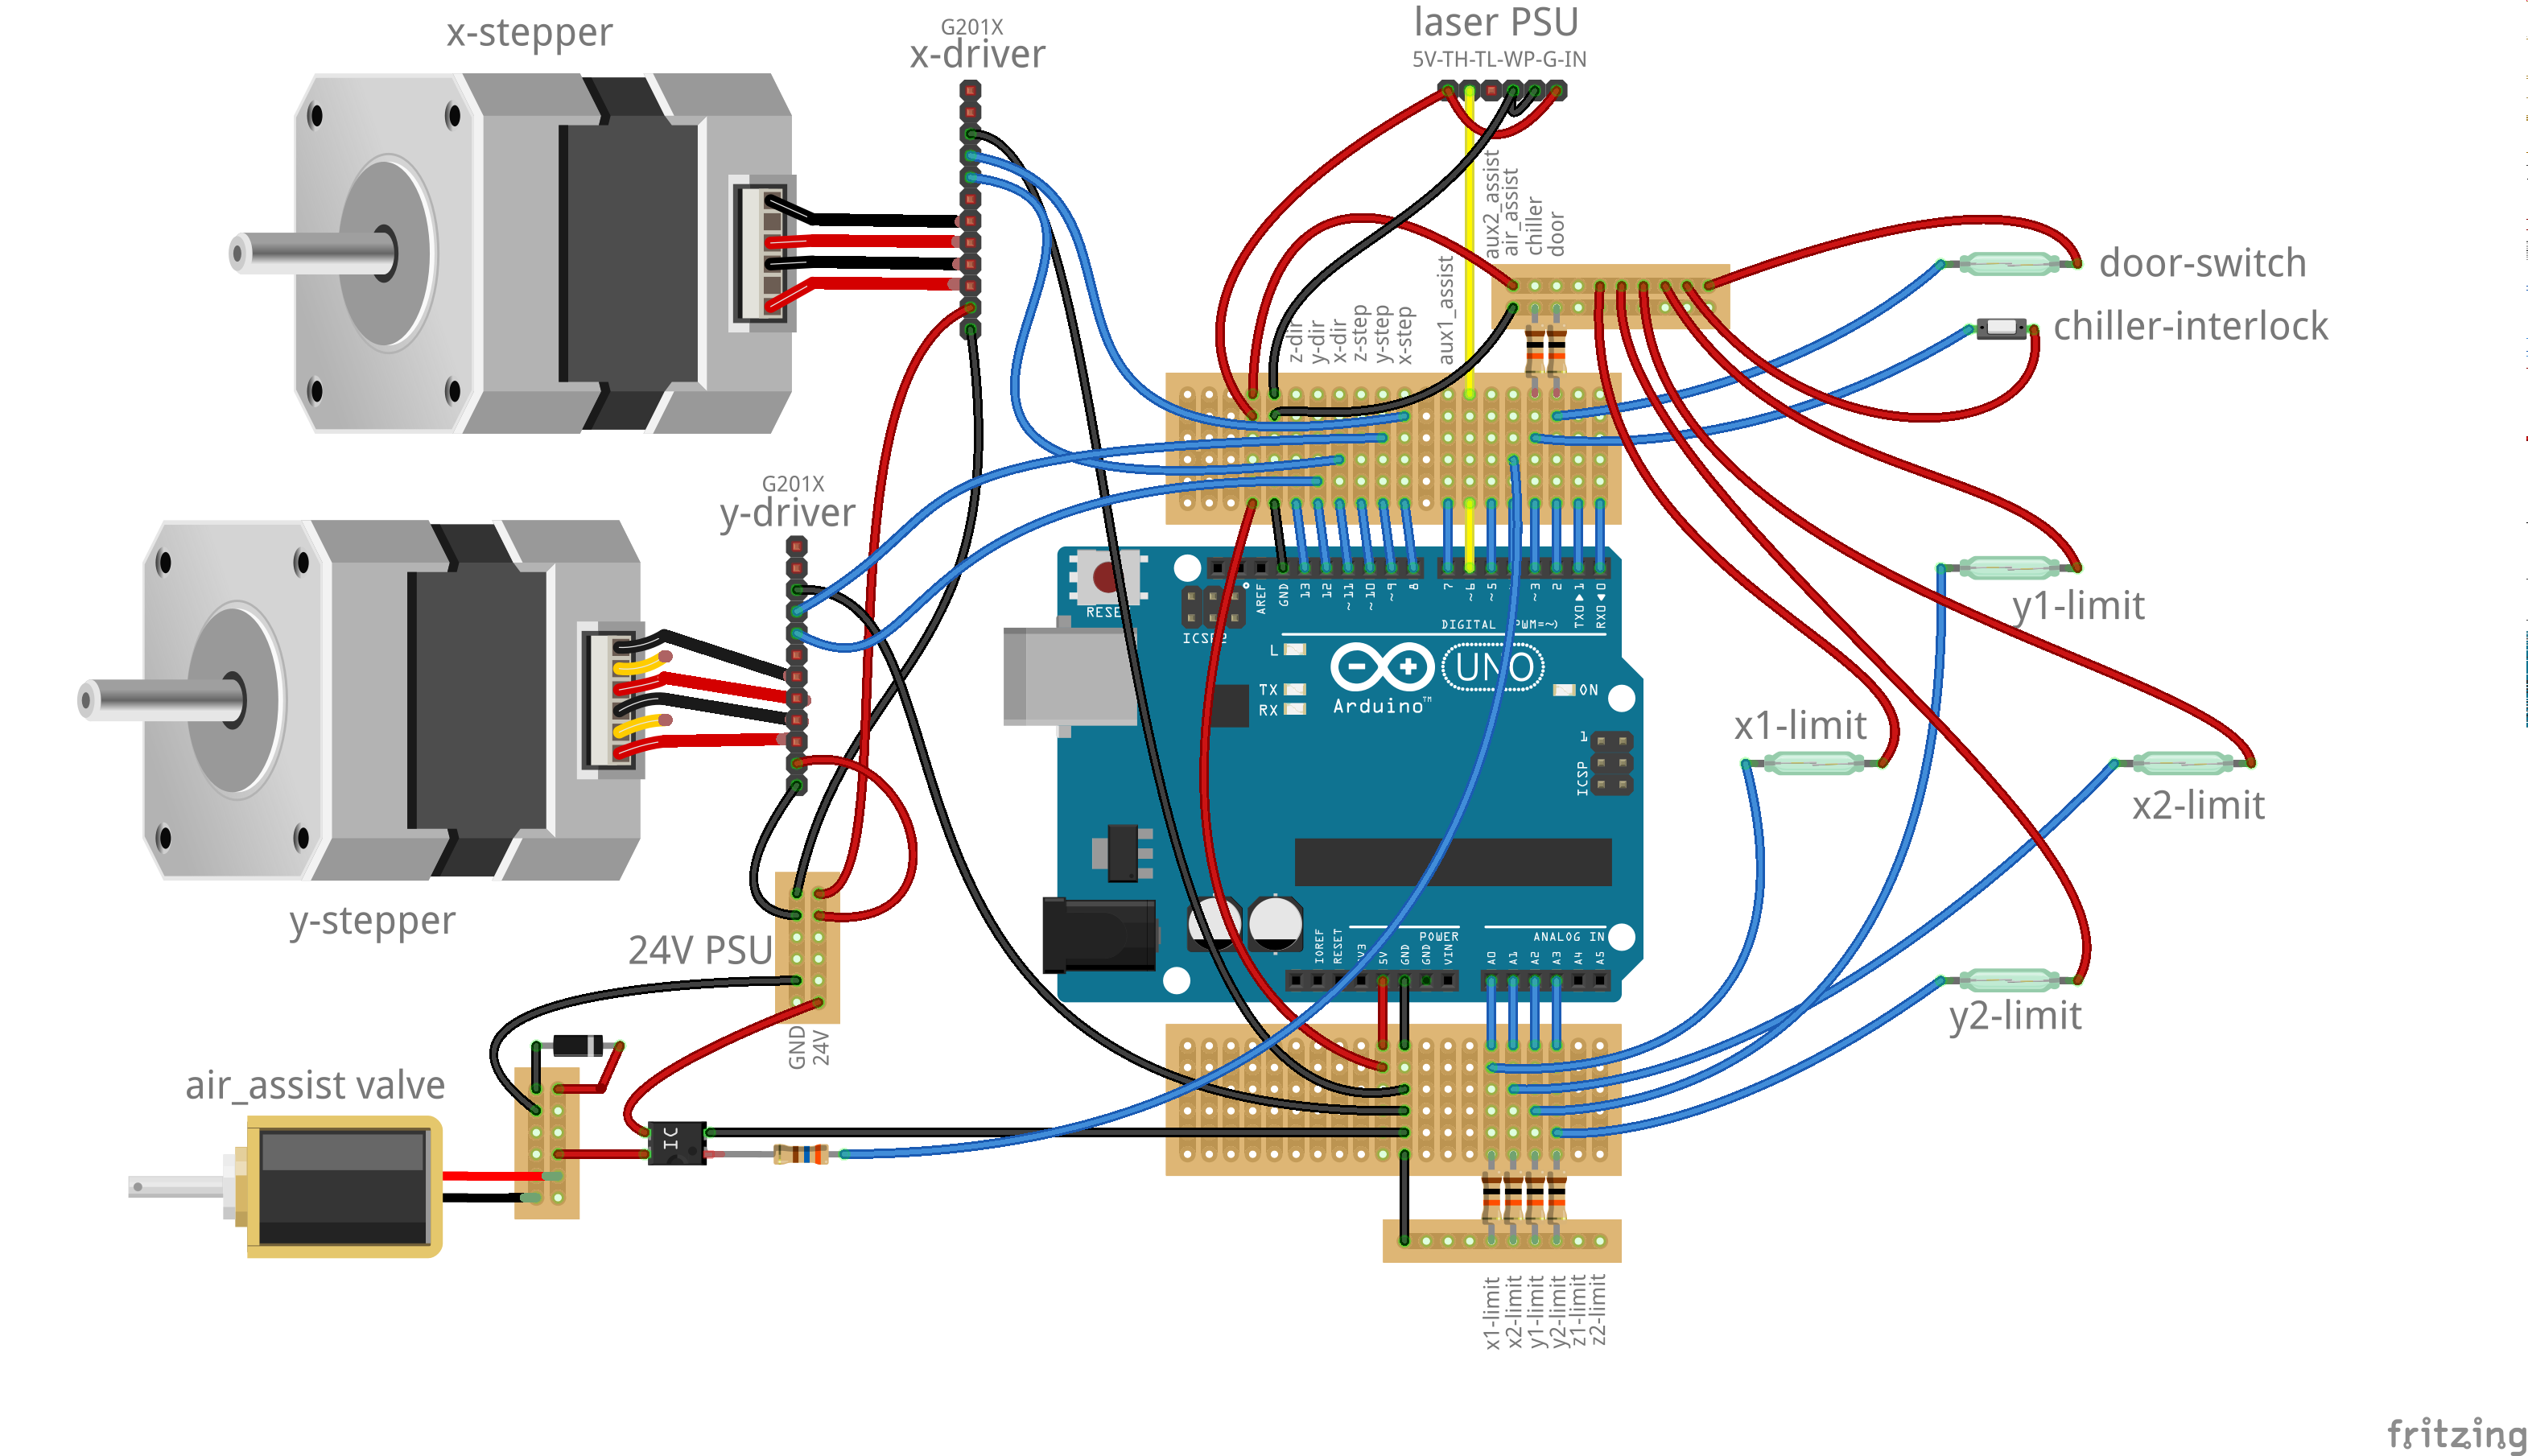 x-stepper
G201X
x-driver
laser PSU
5V-TH-TL-WP-G-IN
aux2_assist
air_assist
chiller
door
door-switch
chiller-interlock
aux1_assist
z-dir
y-dir
x-dir
z-step
y-step
x-step
G201X
y-driver
RESET
ICSP2
AREF
GND
13
12
~11
~10
~9
8
7
~6
~5
~3
2
TX0▶1
RX0◀0
DIGITAL (PWM=~)
L
TX
RX
UNO
Arduino™
ON
1
ICSP
y1-limit
x1-limit
x2-limit
y2-limit
y-stepper
24V PSU
GND
24V
IOREF
RESET
3V3
5V
GND
GND
VIN
POWER
ANALOG IN
A0
A1
A2
A3
A4
A5
air_assist valve
IC
x1-limit
x2-limit
y1-limit
y2-limit
z1-limit
z2-limit
fritzing